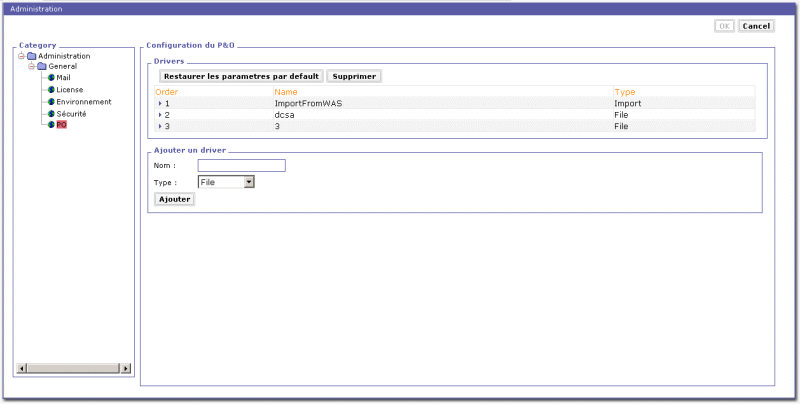 Administration
OK Cancel
Category
Administration
General
Mail
License
Environnement
Sécurité
PO
Configuration du P&O
Drivers
Restaurer les parametres par default Supprimer
Order Name Type
1 ImportFromWAS Import
2 dcsa File
3 3 File
Ajouter un driver
Nom :
Type : File
Ajouter